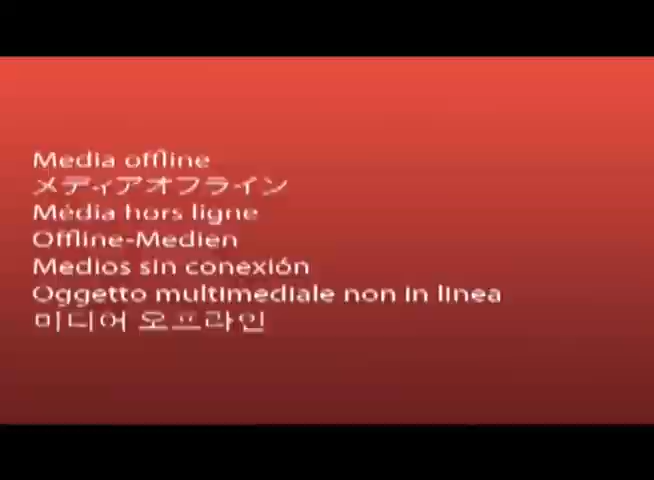 Media offline
メディアオフライン
Média hors ligne
Offline-Medien
Medios sin conexión
Oggetto multimediale non in linea
미디어 오프라인